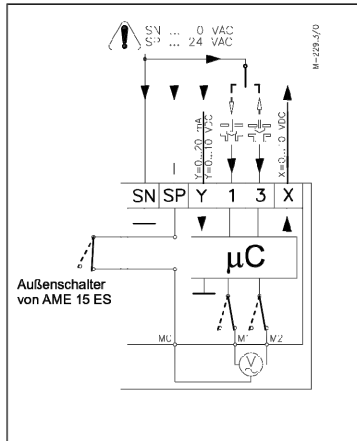 SN ... 0 VAC
SP ... 24 VAC
M-229.3/0
Y=0...20 mA
Y=0...10 VDC
X=0...10 VDC
SN SP Y 1 3 X
µC
Außenschalter
von AME 15 ES
MC M1 M2
V